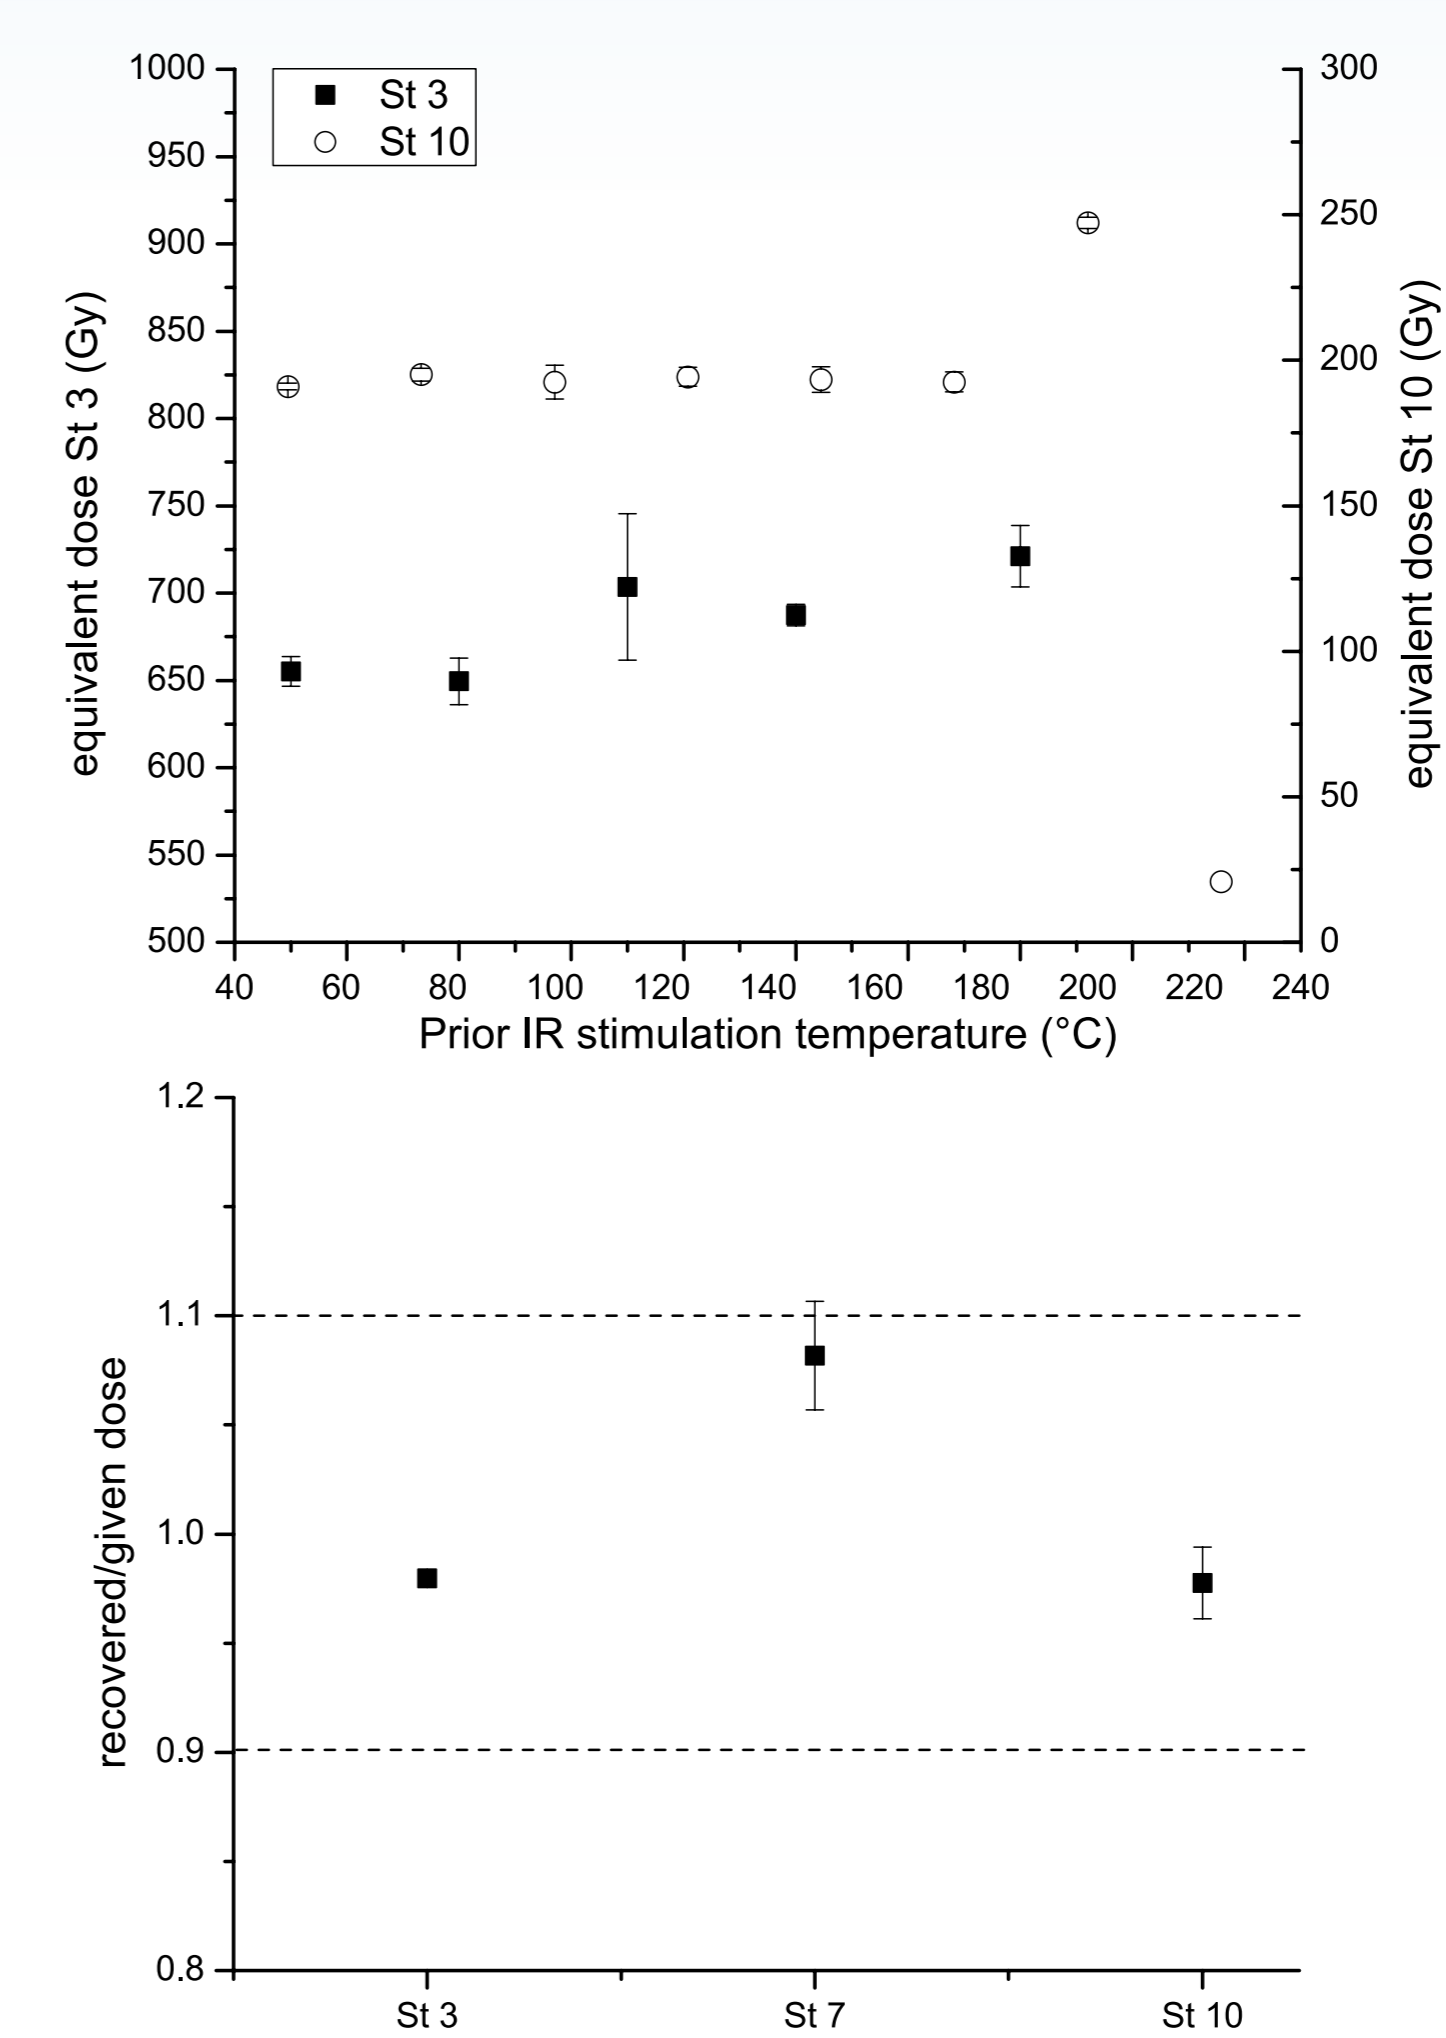 1000
950
900
850
800
750
700
650
600
550
500
equivalent dose St 3 (Gy)
St 3
St 10
300
250
200
150
100
50
0
equivalent pose St 10 (Gy)
40 60 80 100 120 140 160 180 200 220 240
Prior IR stimulation temperature (°C)
1.2
1.1
1.0
0.9
0.8
recovered/given dose
St 3 St 7 St 10